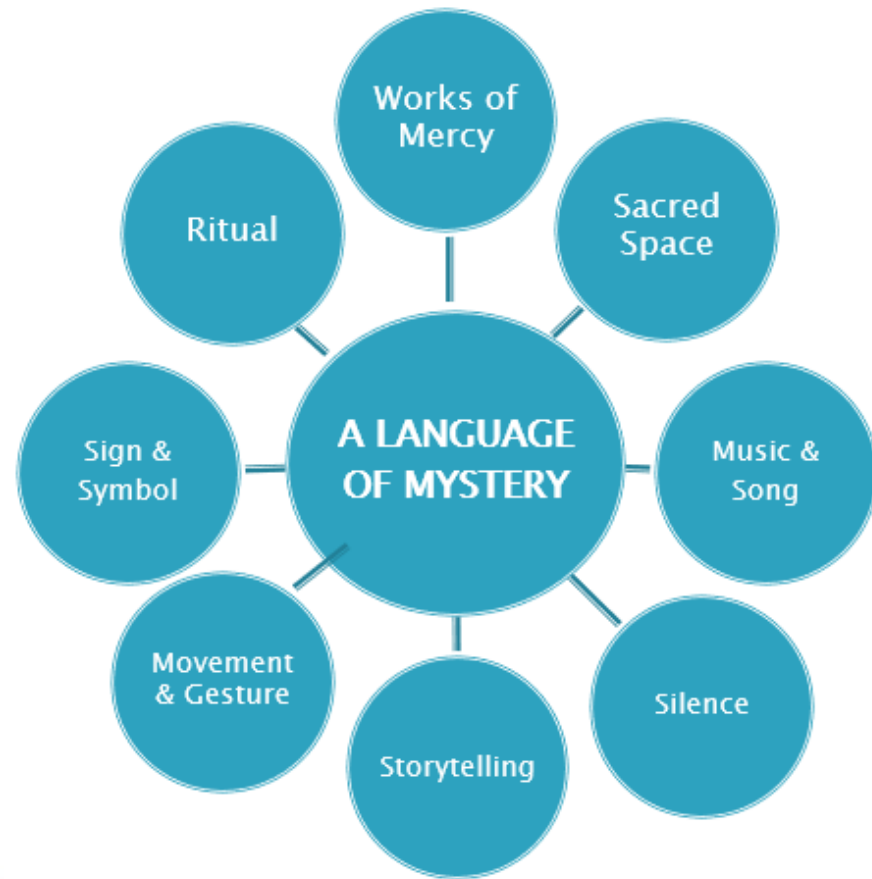 Works of
Mercy
Sacred
Space
Music &
Song
Silence
Storytelling
Movement
& Gesture
Sign &
Symbol
Ritual
A LANGUAGE
OF MYSTERY